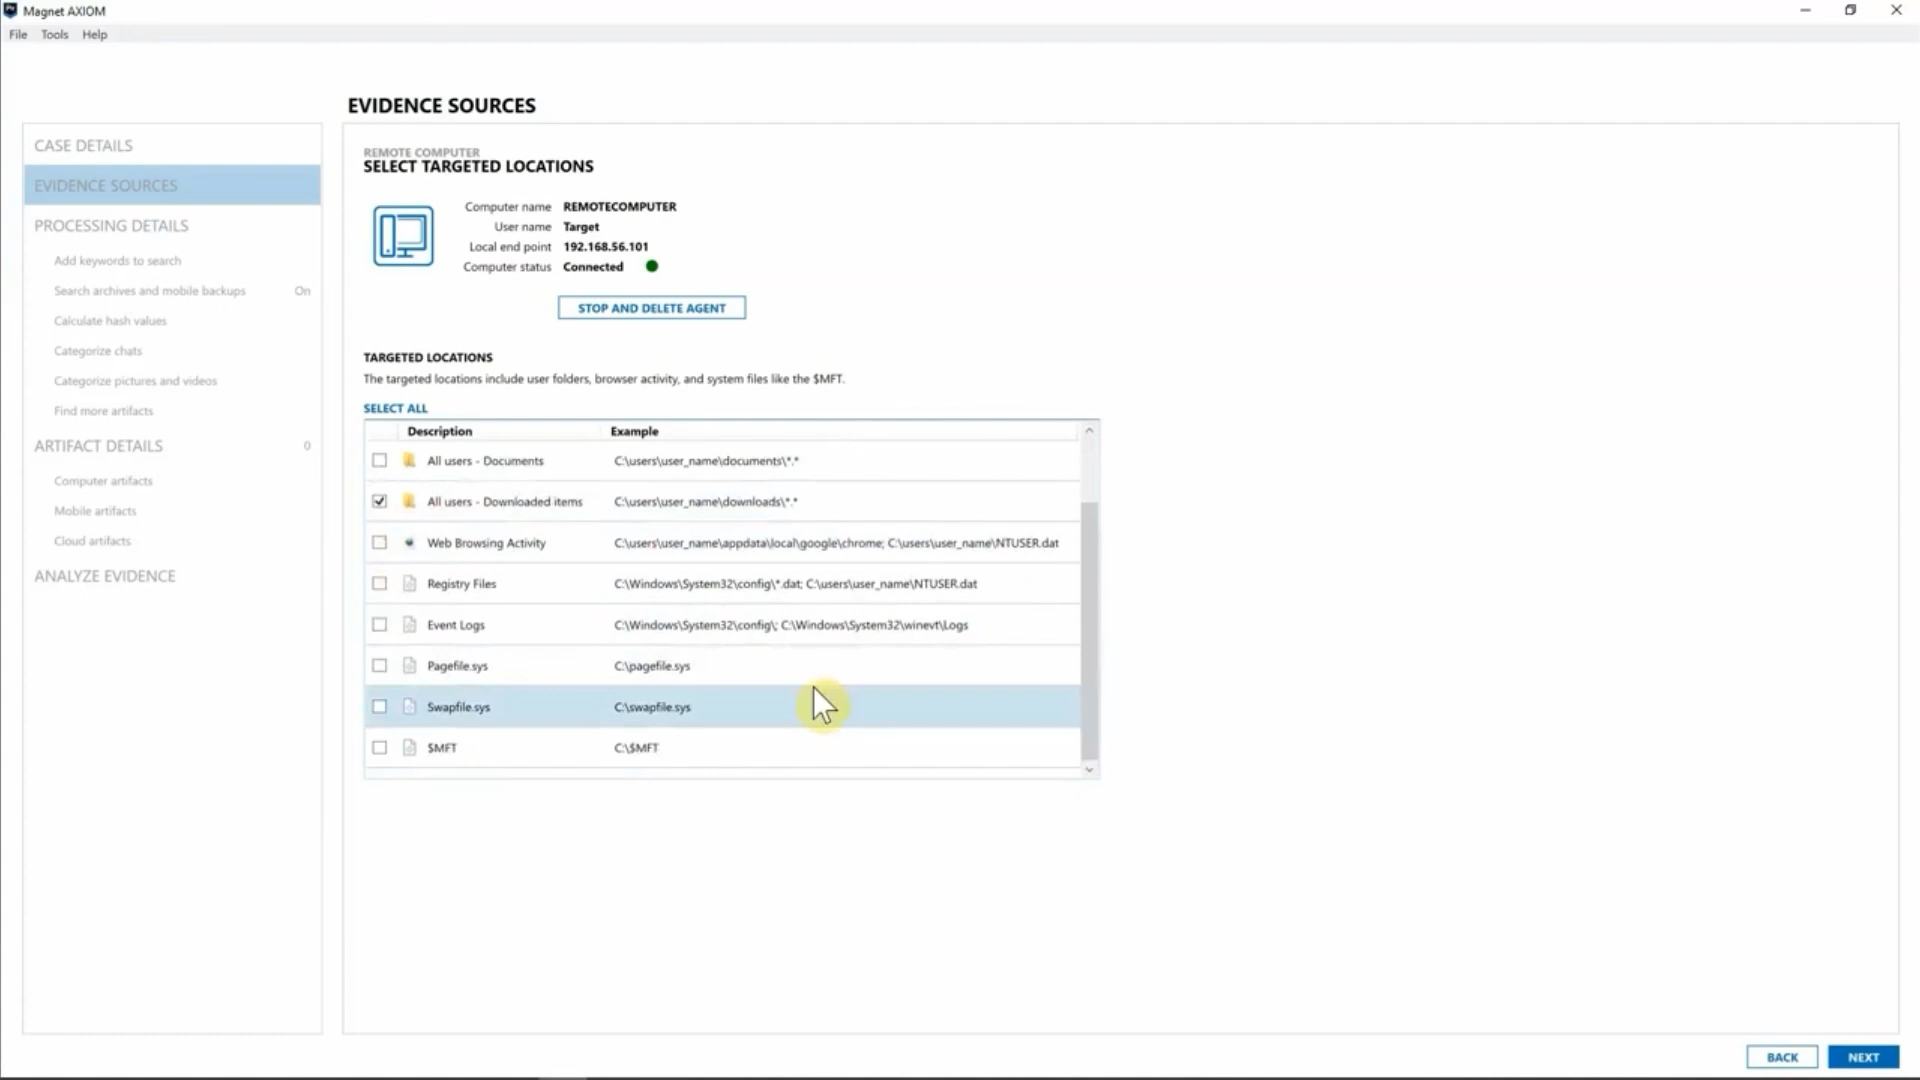 Magnet AXIOM
File Tools Help
EVIDENCE SOURCES
CASE DETAILS
EVIDENCE SOURCES
PROCESSING DETAILS
Add keywords to search
Search archives and mobile backups On
Calculate hash values
Categorize chats
Categorize pictures and videos
Find more artifacts
ARTIFACT DETAILS 0
Computer artifacts
Mobile artifacts
Cloud artifacts
ANALYZE EVIDENCE
REMOTE COMPUTER
SELECT TARGETED LOCATIONS
Computer name REMOTECOMPUTER
User name Target
Local end point 192.168.56.101
Computer status Connected
STOP AND DELETE AGENT
TARGETED LOCATIONS
The targeted locations include user folders, browser activity, and system files like the $MFT.
SELECT ALL
Description Example
All users - Documents C:\users\user_name\documents\*.*
All users - Downloaded items C:\users\user_name\downloads\*.*
Web Browsing Activity C:\users\user_name\appdata\local\google\chrome; C:\users\user_name\NTUSER.dat
Registry Files C:\Windows\System32\config\*.dat; C:\users\user_name\NTUSER.dat
Event Logs C:\Windows\System32\config\; C:\Windows\System32\winevt\Logs
Pagefile.sys C:\pagefile.sys
Swapfile.sys C:\swapfile.sys
$MFT C:\$MFT
BACK NEXT